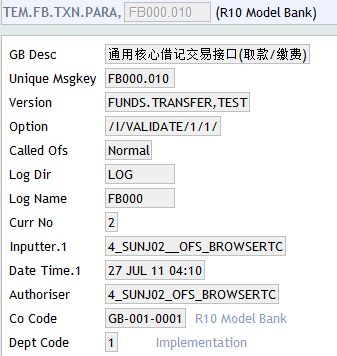 TEM.FB.TXN.PARA, FB000.010 (R10 Model Bank)
GB Desc 通用核心借记交易接口(取款/缴费)
Unique Msgkey FB000.010
Version FUNDS.TRANSFER,TEST
Option /I/VALIDATE/1/1/
Called Ofs Normal
Log Dir LOG
Log Name FB000
Curr No 2
Inputter.1 4_SUNJ02__OFS_BROWSERTC
Date Time.1 27 JUL 11 04:10
Authoriser 4_SUNJ02_OFS_BROWSERTC
Co Code GB-001-0001 R10 Model Bank
Dept Code 1 Implementation